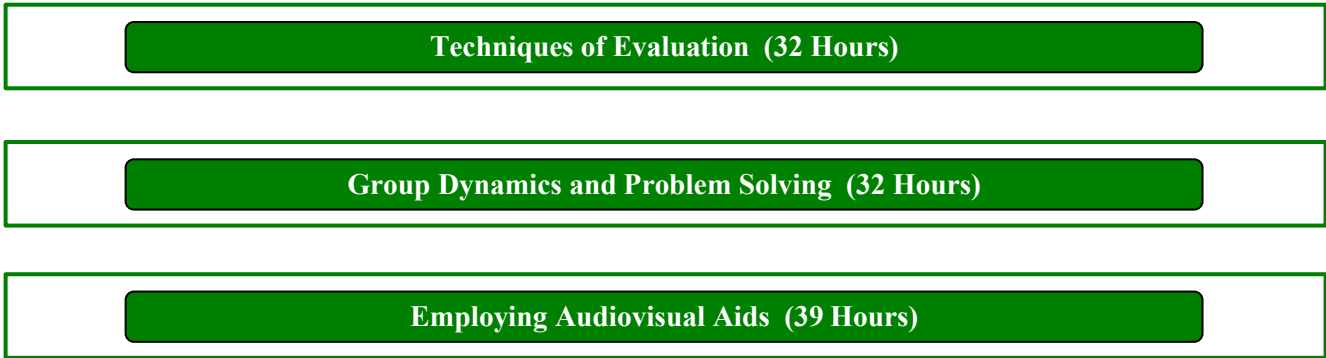 Techniques of Evaluation (32 Hours)
Group Dynamics and Problem Solving (32 Hours)
Employing Audiovisual Aids (39 Hours)